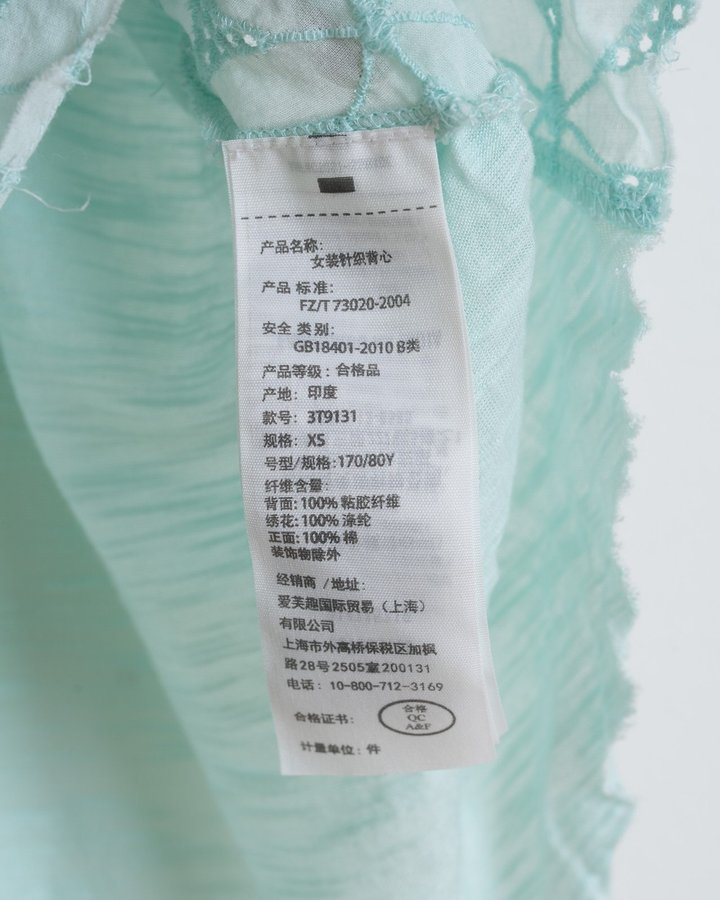 产品名称:
女装针织背心
产品 标准:
FZ/T 73020-2004
安全 类别:
GB18401-2010 B类
产品等级: 合格品
产地: 印度
款号: 3T9131
规格: XS
号型/规格:170/80Y
纤维含量:
背面: 100% 粘胶纤维
绣花: 100% 涤纶
正面: 100% 棉
装饰物除外
经销商 /地址:
爱芙趣国际贸易（上海）
有限公司
上海市外高桥保税区加枫
路28号2505室200131
电话: 10-800-712-3169
合格证书:
合格
QC
A&F
计量单位: 件